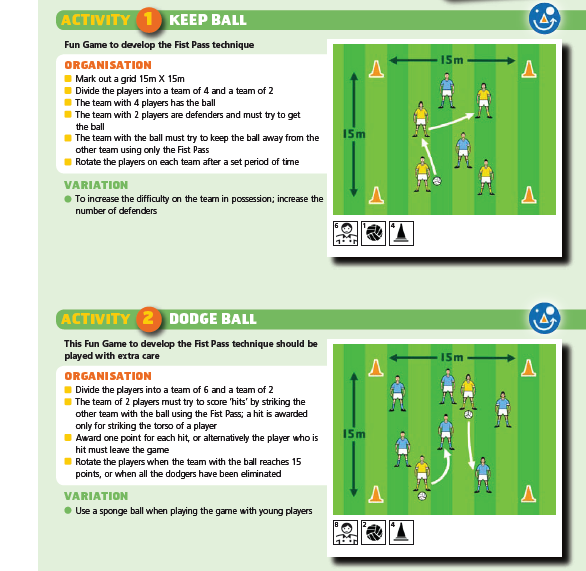 ACTIVITY 1 KEEP BALL
Fun Game to develop the Fist Pass technique
ORGANISATION
Mark out a grid 15m X 15m
Divide the players into a team of 4 and a team of 2
The team with 4 players has the ball
The team with 2 players are defenders and must try to get
the ball
The team with the ball must try to keep the ball away from the
other team using only the Fist Pass
Rotate the players on each team after a set period of time
VARIATION
To increase the difficulty on the team in possession; increase the
number of defenders
15m
15m
6 1 4
ACTIVITY 2 DODGE BALL
This Fun Game to develop the Fist Pass technique should be
played with extra care
ORGANISATION
Divide the players into a team of 6 and a team of 2
The team of 2 players must try to score ‘hits’ by striking the
other team with the ball using the Fist Pass; a hit is awarded
only for striking the torso of a player
Award one point for each hit, or alternatively the player who is
hit must leave the game
Rotate the players when the team with the ball reaches 15
points, or when all the dodgers have been eliminated
VARIATION
Use a sponge ball when playing the game with young players
15m
15m
8 2 4